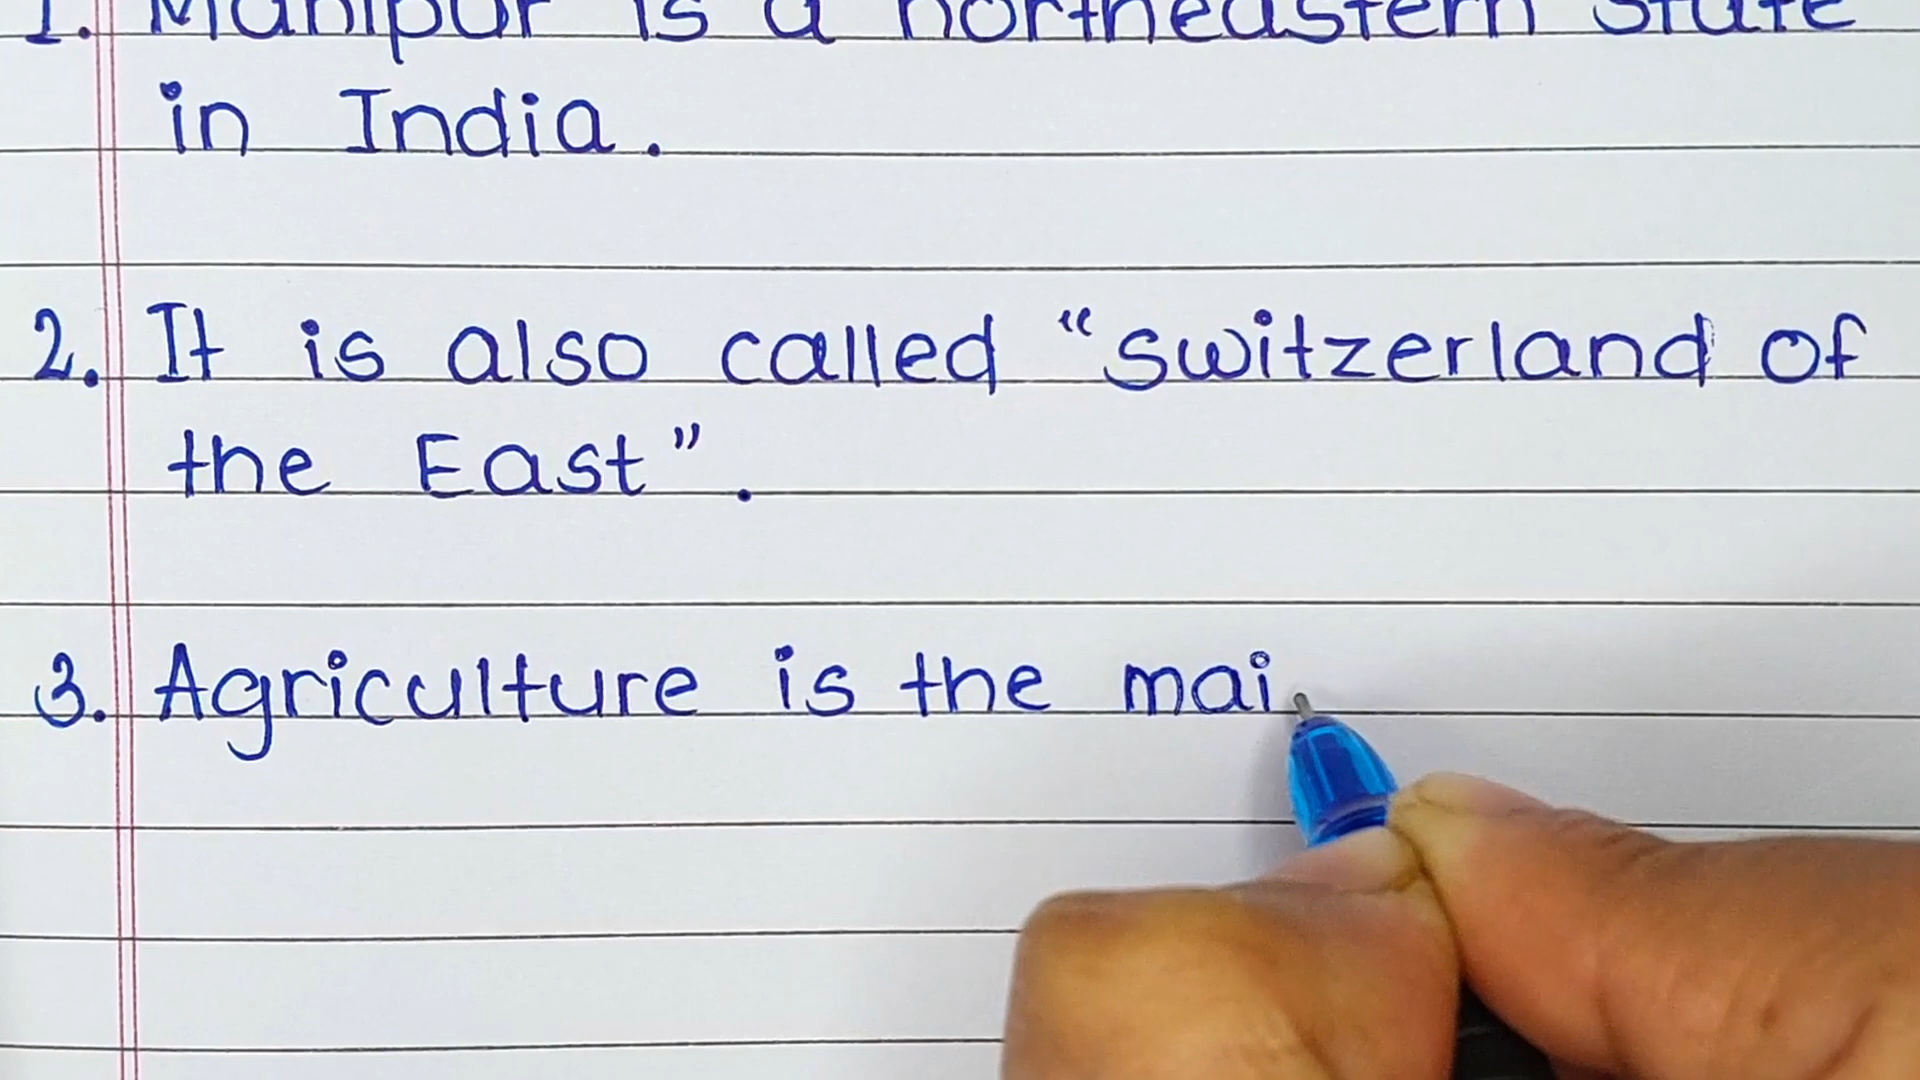 1. Manipur is a northeastern state
in India.
2. It is also called “switzerland of
the East”.
3. Agriculture is the mai